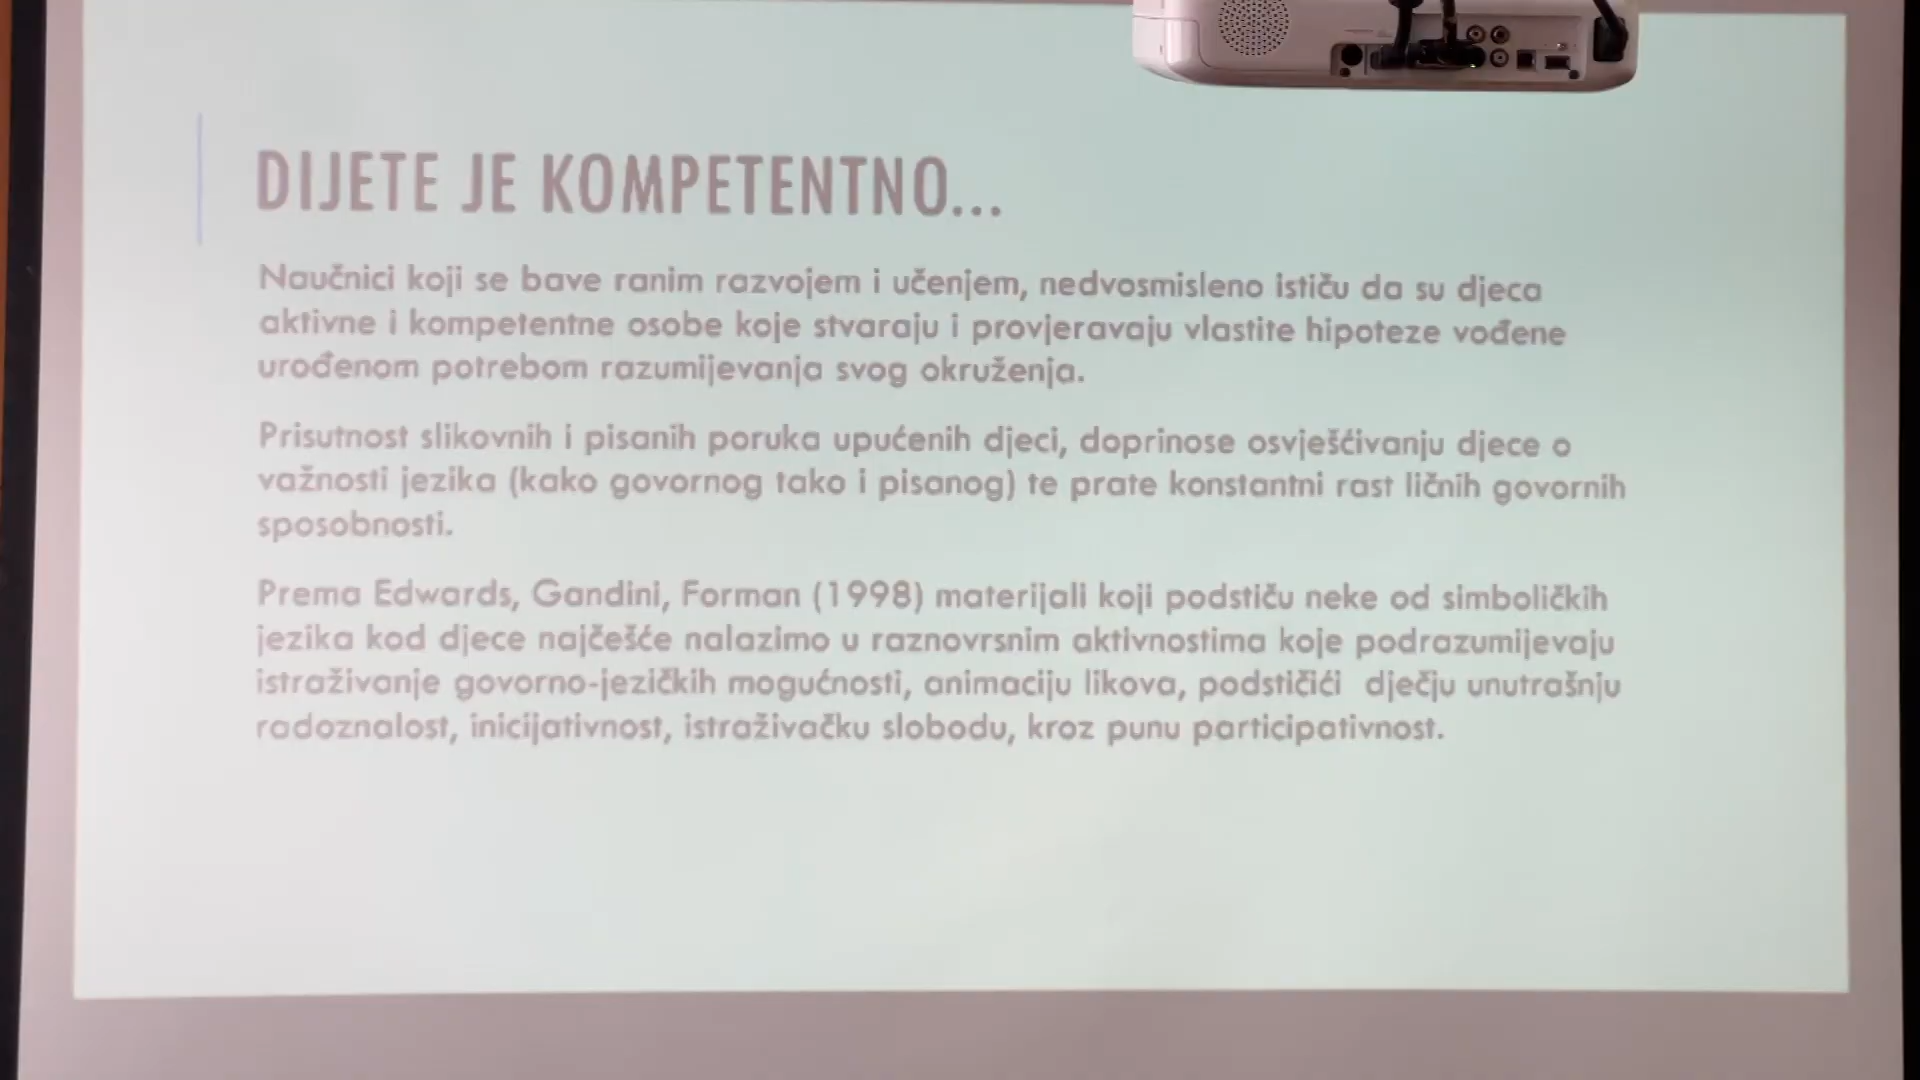 DIJETE JE KOMPETENTNO...
Naučnici koji se bave ranim razvojem i učenjem, nedvosmisleno ističu da su djeca
aktivne i kompetentne osobe koje stvaraju i provjeravaju vlastite hipoteze vođene
urođenom potrebom razumijevanja svog okruženja.
Prisutnost slikovnih i pisanih poruka upućenih djeci, doprinose osvješćivanju djece o
važnosti jezika (kako govornog tako i pisanog) te prate konstantni rast ličnih govornih
sposobnosti.
Prema Edwards, Gandini, Forman (1998) materijali koji podstiču neke od simboličkih
jezika kod djece najčešće nalazimo u raznovrsnim aktivnostima koje podrazumijevaju
istraživanje govorno-jezičkih mogućnosti, animaciju likova, podstičići dječju unutrašnju
radoznalost, inicijativnost, istraživačku slobodu, kroz punu participativnost.